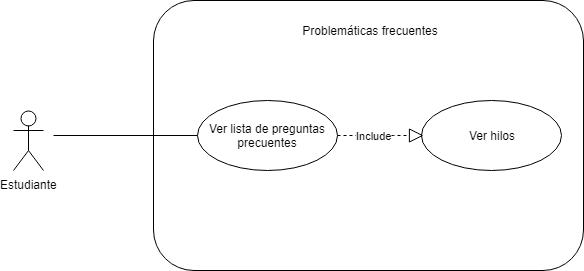 Problemáticas frecuentes
Ver lista de preguntas
precuentes
Include
Ver hilos
Estudiante